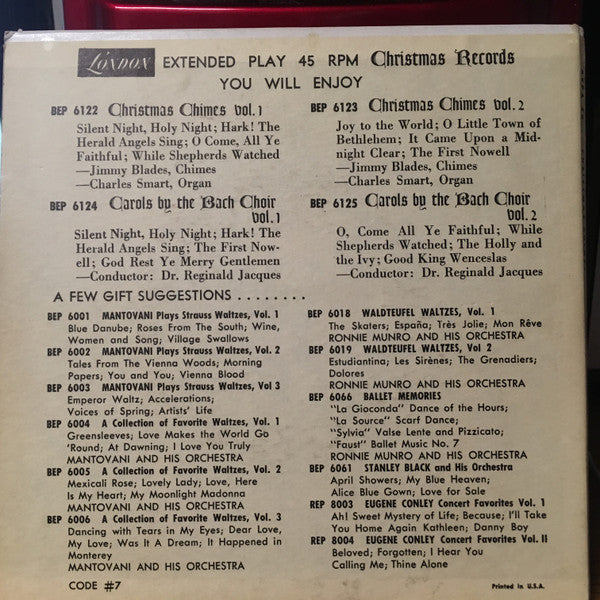 LONDON EXTENDED PLAY 45 RPM Christmas Records
YOU WILL ENJOY
BEP 6122 Christmas Chimes Vol. 1
Silent Night, Holy Night; Hark! The
Herald Angels Sing; O Come, All Ye
Faithful; While Shepherds Watched
—Jimmy Blades, Chimes
—Charles Smart, Organ
BEP 6123 Christmas Chimes Vol. 2
Joy to the World; O Little Town of
Bethlehem; It Came Upon a Mid-
night Clear; The First Nowell
—Jimmy Blades, Chimes
—Charles Smart, Organ
BEP 6124 Carols by the Bach Choir
Vol. 1
Silent Night, Holy Night; Hark! The
Herald Angels Sing; The First Now-
ell; God Rest Ye Merry Gentlemen
—Conductor: Dr. Reginald Jacques
BEP 6125 Carols by the Bach Choir
Vol. 2
O, Come All Ye Faithful; While
Shepherds Watched; The Holly and
the Ivy; Good King Wenceslas
—Conductor: Dr. Reginald Jacques
A FEW GIFT SUGGESTIONS ........
BEP 6001 MANTOVANI Plays Strauss Waltzes, Vol. 1
Blue Danube; Roses From The South; Wine,
Women and Song; Village Swallows
BEP 6002 MANTOVANI Plays Strauss Waltzes, Vol. 2
Tales From The Vienna Woods; Morning
Papers; You and You; Vienna Blood
BEP 6003 MANTOVANI Plays Strauss Waltzes, Vol 3
Emperor Waltz; Accelerations;
Voices of Spring; Artists' Life
BEP 6004 A Collection of Favorite Waltzes, Vol. 1
Greensleeves; Love Makes the World Go
'Round; At Dawning; I Love You Truly
MANTOVANI AND HIS ORCHESTRA
BEP 6005 A Collection of Favorite Waltzes, Vol. 2
Mexicali Rose; Lovely Lady; Love, Here
Is My Heart; My Moonlight Madonna
MANTOVANI AND HIS ORCHESTRA
BEP 6006 A Collection of Favorite Waltzes, Vol. 3
Dancing with Tears in My Eyes; Dear Love,
My Love; Was It A Dream; It Happened in
Monterey
MANTOVANI AND HIS ORCHESTRA
BEP 6018 WALDTEUFEL WALTZES, Vol. 1
The Skaters; España; Très Jolie; Mon Rêve
RONNIE MUNRO AND HIS ORCHESTRA
BEP 6019 WALDTEUFEL WALTZES, Vol 2
Estudiantina; Les Sirènes; The Grenadiers;
Dolores
RONNIE MUNRO AND HIS ORCHESTRA
BEP 6066 BALLET MEMORIES
"La Gioconda" Dance of the Hours;
"La Source" Scarf Dance;
"Sylvia" Valse Lente and Pizzicato;
"Faust" Ballet Music No. 7
RONNIE MUNRO AND HIS ORCHESTRA
BEP 6061 STANLEY BLACK and His Orchestra
April Showers; My Blue Heaven;
Alice Blue Gown; Love for Sale
REP 8003 EUGENE CONLEY Concert Favorites Vol. 1
Ah! Sweet Mystery of Life; Because; I'll Take
You Home Again Kathleen; Danny Boy
REP 8004 EUGENE CONLEY Concert Favorites Vol. II
Beloved; Forgotten; I Hear You
Calling Me; Thine Alone
CODE #7
Printed in U.S.A.